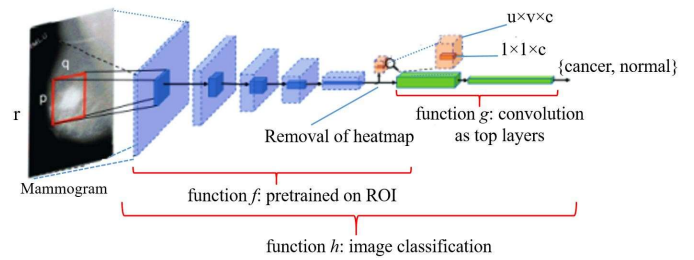 u×v×c
1×1×c
{cancer, normal}
q
p
r
function g: convolution
as top layers
Removal of heatmap
Mammogram
function f: pretrained on ROI
function h: image classification